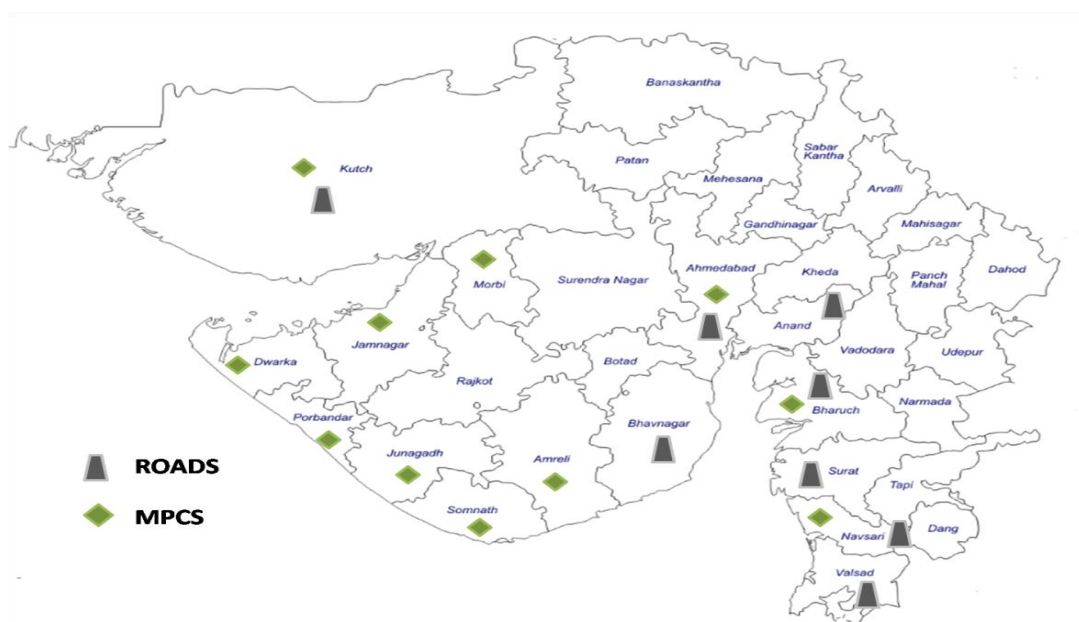 Banaskantha
Patan
Sabar
Kantha
Mehesana
Arvalli
Kutch
Gandhinagar
Mahisagar
Ahmedabad
Kheda
Panch
Mahal
Dahod
Morbi
Surendra Nagar
Anand
Jamnagar
Vadodara
Udepur
Dwarka
Botad
Rajkot
Narmada
Bharuch
Porbandar
Bhavnagar
Junagadh
Amreli
ROADS
Surat
Tapi
Somnath
MPCS
Navsari
Dang
Valsad